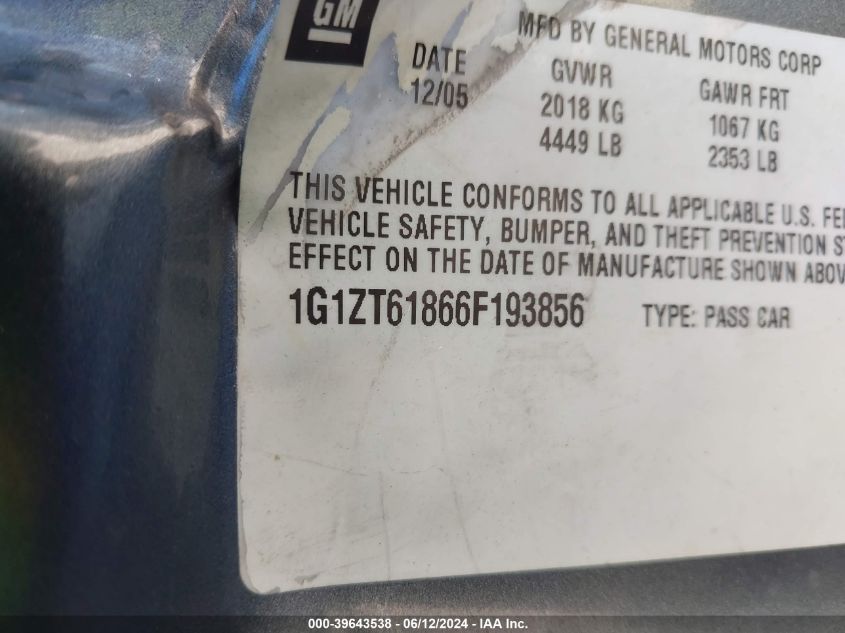 GM
MFD BY GENERAL MOTORS CORP
DATE GVWR GAWR FRT
12/05 2018 KG 1067 KG
4449 LB 2353 LB
THIS VEHICLE CONFORMS TO ALL APPLICABLE U.S. FE
VEHICLE SAFETY, BUMPER, AND THEFT PREVENTION S
EFFECT ON THE DATE OF MANUFACTURE SHOWN ABOV
1G1ZT61866F193856 TYPE: PASS CAR
000-39643538 - 06/12/2024 - IAA Inc.